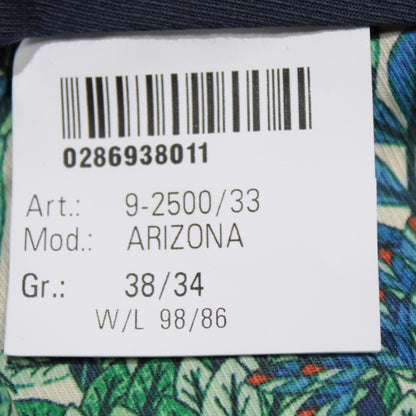 0286938011
Art.: 9-2500/33
Mod.: ARIZONA
Gr.: 38/34
W/L 98/86